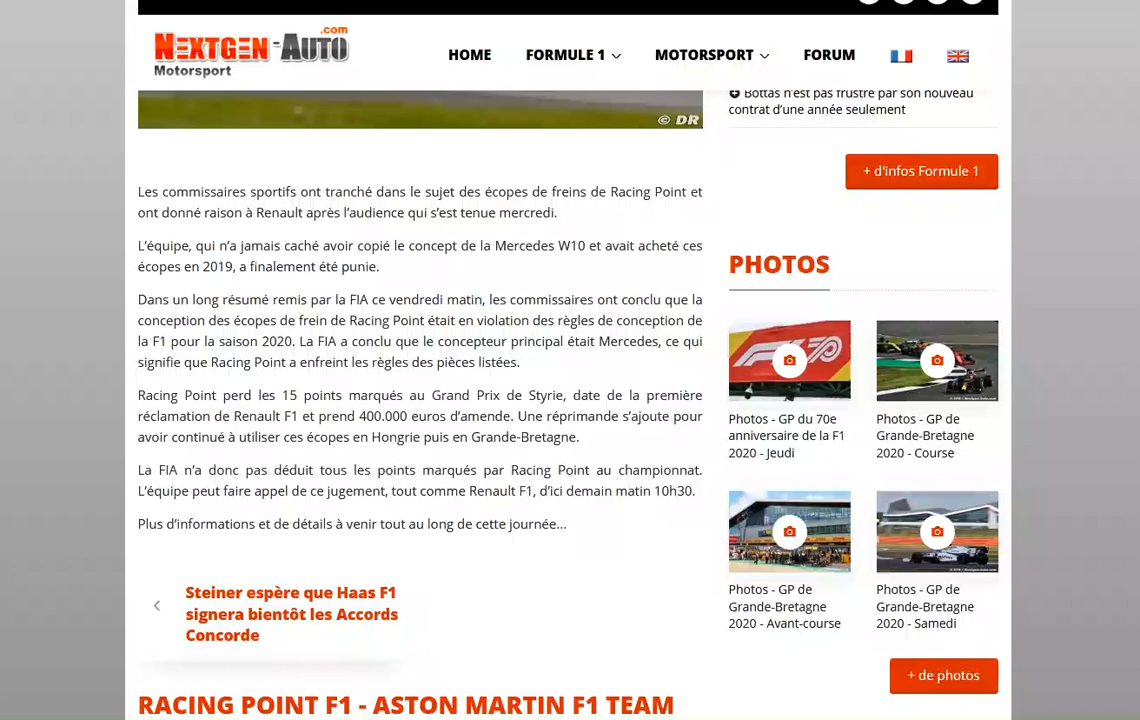 NEXTGEN-AUTO.com
Motorsport
HOME
FORMULE 1
MOTORSPORT
FORUM
© DR
Les commissaires sportifs ont tranché dans le sujet des écopes de freins de Racing Point et
ont donné raison à Renault après l’audience qui s’est tenue mercredi.
L’équipe, qui n’a jamais caché avoir copié le concept de la Mercedes W10 et avait acheté ces
écopes en 2019, a finalement été punie.
Dans un long résumé remis par la FIA ce vendredi matin, les commissaires ont conclu que la
conception des écopes de frein de Racing Point était en violation des règles de conception de
la F1 pour la saison 2020. La FIA a conclu que le concepteur principal était Mercedes, ce qui
signifie que Racing Point a enfreint les règles des pièces listées.
Racing Point perd les 15 points marqués au Grand Prix de Styrie, date de la première
réclamation de Renault F1 et prend 400.000 euros d’amende. Une réprimande s’ajoute pour
avoir continué à utiliser ces écopes en Hongrie puis en Grande-Bretagne.
La FIA n’a donc pas déduit tous les points marqués par Racing Point au championnat.
L’équipe peut faire appel de ce jugement, tout comme Renault F1, d’ici demain matin 10h30.
Plus d’informations et de détails à venir tout au long de cette journée...
Steiner espère que Haas F1
signera bientôt les Accords
Concorde
RACING POINT F1 - ASTON MARTIN F1 TEAM
Bottas n’est pas frustré par son nouveau
contrat d’une année seulement
+ d'infos Formule 1
PHOTOS
Photos - GP du 70e
anniversaire de la F1
2020 - Jeudi
Photos - GP de
Grande-Bretagne
2020 - Course
Photos - GP de
Grande-Bretagne
2020 - Avant-course
Photos - GP de
Grande-Bretagne
2020 - Samedi
+ de photos